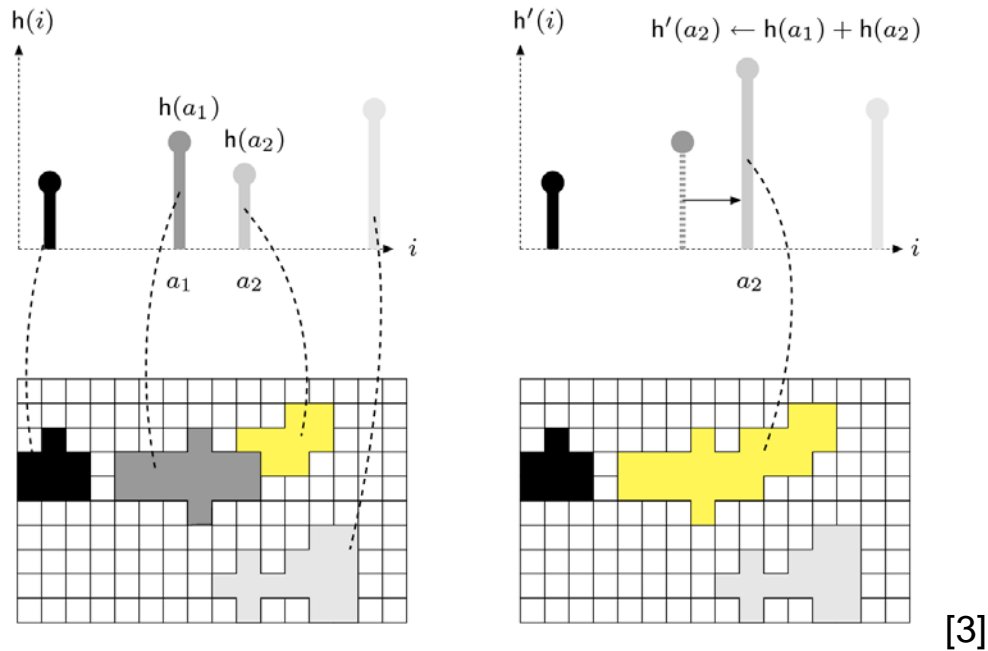 h(i)
h(a₁)
h(a₂)
i
a₁ a₂
h′(i)
h′(a₂) ← h(a₁) + h(a₂)
i
a₂
[3]